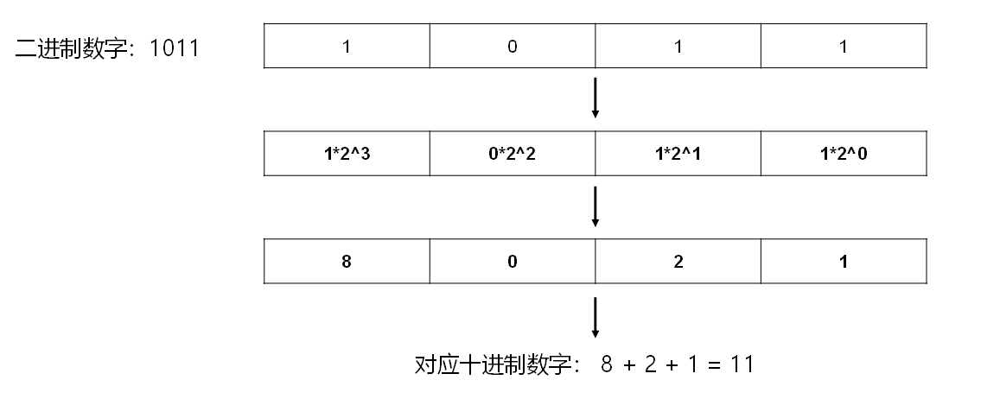 二进制数字：1011
1 0 1 1
1*2^3 0*2^2 1*2^1 1*2^0
8 0 2 1
对应十进制数字： 8 + 2 + 1 = 11